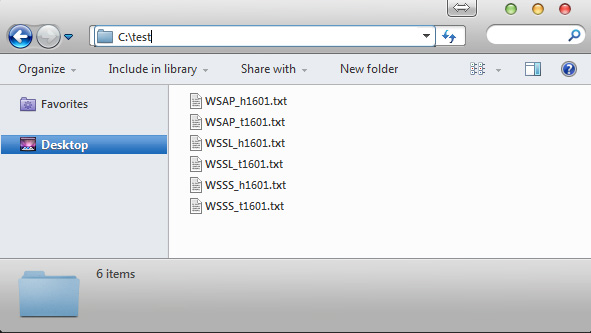 C:\test
Organize Include in library Share with New folder
Favorites
Desktop
WSAP_h1601.txt
WSAP_t1601.txt
WSSL_h1601.txt
WSSL_t1601.txt
WSSS_h1601.txt
WSSS_t1601.txt
6 items